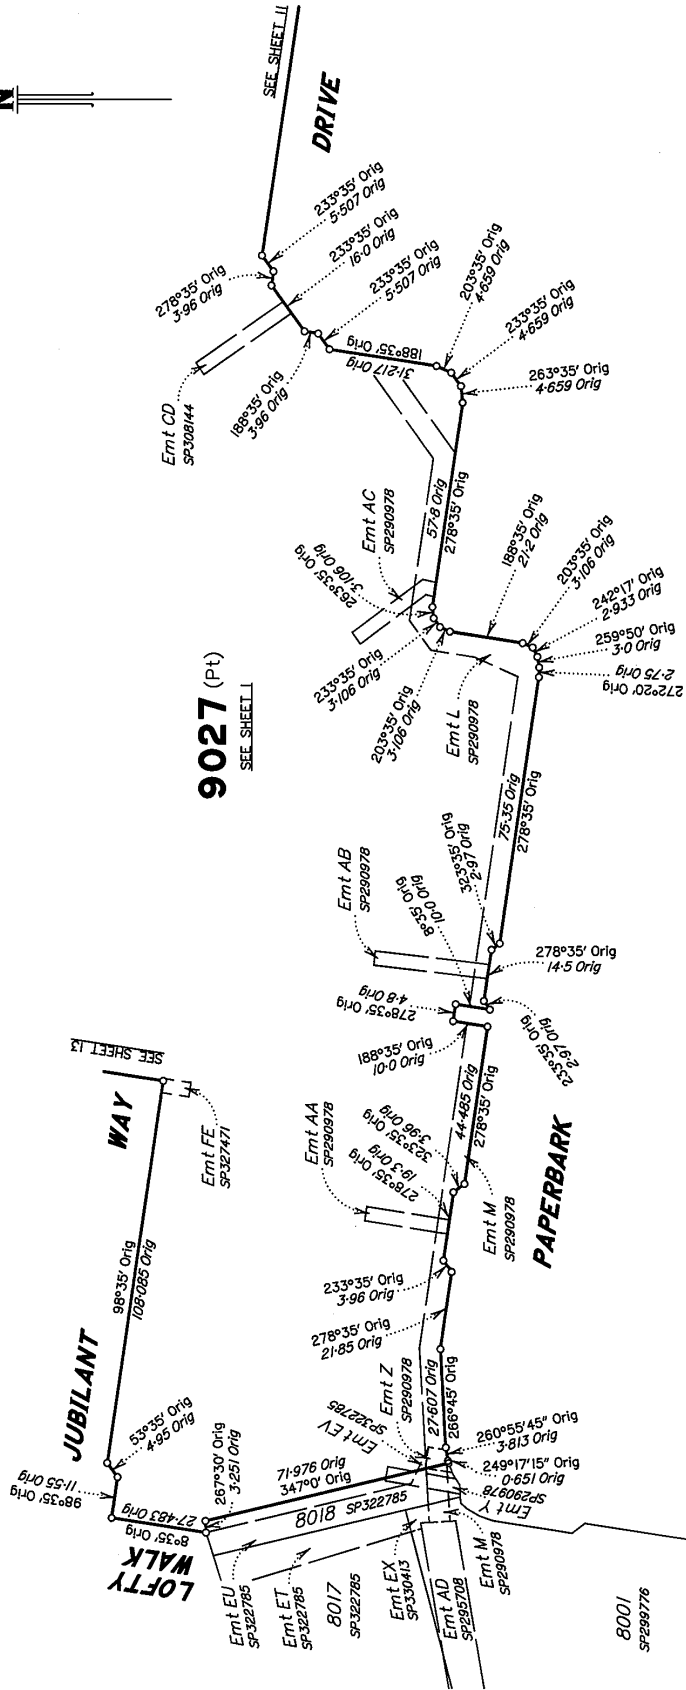 N
SEE SHEET 11
DRIVE
233°35' Orig
5·507 Orig
233°35' Orig
16·0 Orig
278°35' Orig
3·96 Orig
233°35' Orig
5·507 Orig
Emt CD
SP308144
188°35' Orig
3·96 Orig
188°35' Orig
31·217 Orig
203°35' Orig
4·659 Orig
233°35' Orig
4·659 Orig
263°35' Orig
4·659 Orig
57·8 Orig
278°35' Orig
Emt AC
SP290978
263°35' Orig
3·106 Orig
233°35' Orig
3·106 Orig
203°35' Orig
3·106 Orig
188°35' Orig
21·2 Orig
203°35' Orig
3·106 Orig
242°17' Orig
2·933 Orig
259°50' Orig
3·0 Orig
272°20' Orig
2·75 Orig
Emt L
SP290978
9027 (Pt)
SEE SHEET 1
75·35 Orig
278°35' Orig
323°35' Orig
2·97 Orig
Emt AB
SP290978
8°35' Orig
10·0 Orig
278°35' Orig
14·5 Orig
278°35' Orig
4·8 Orig
233°35' Orig
2·97 Orig
188°35' Orig
10·0 Orig
44·485 Orig
278°35' Orig
SEE SHEET 13
WAY
Emt FE
SP327471
Emt AA
SP290978
323°35' Orig
3·96 Orig
278°35' Orig
19·3 Orig
Emt M
SP290978
PAPERBARK
98°35' Orig
108·085 Orig
233°35' Orig
3·96 Orig
278°35' Orig
21·85 Orig
JUBILANT
53°35' Orig
4·95 Orig
98°35' Orig
11·55 Orig
27·483 Orig
8°35' Orig
267°30' Orig
3·251 Orig
71·976 Orig
347°0' Orig
Emt EV
SP322785
Emt Z
SP290978
27·607 Orig
266°45' Orig
260°55'45" Orig
3·813 Orig
249°17'15" Orig
0·651 Orig
Emt Y
SP290978
8018 SP322785
LOFTY
WALK
Emt EU
SP322785
Emt ET
SP322785
8017
SP322785
Emt EX
SP330413
Emt AD
SP295708
Emt M
SP290978
8001
SP299776